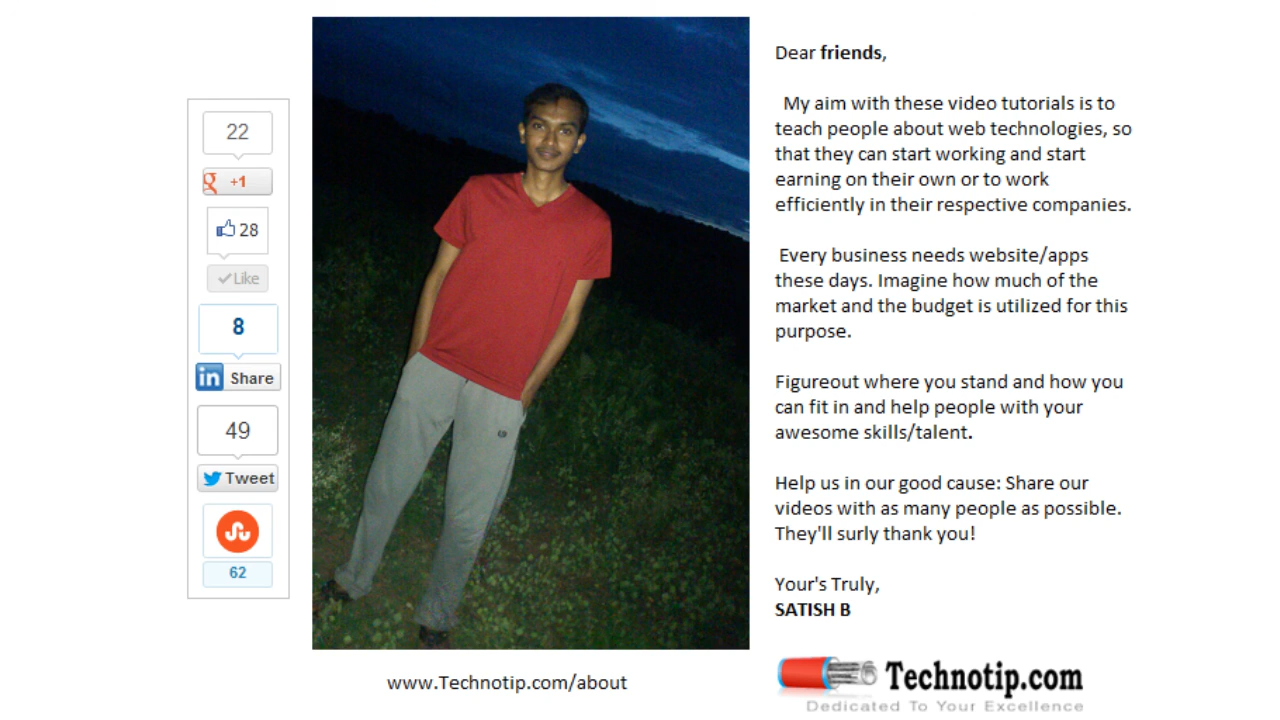 22
g +1
28
Like
8
in Share
49
Tweet
62
www.Technotip.com/about
Dear friends,
My aim with these video tutorials is to
teach people about web technologies, so
that they can start working and start
earning on their own or to work
efficiently in their respective companies.
Every business needs website/apps
these days. Imagine how much of the
market and the budget is utilized for this
purpose.
Figureout where you stand and how you
can fit in and help people with your
awesome skills/talent.
Help us in our good cause: Share our
videos with as many people as possible.
They'll surly thank you!
Your's Truly,
SATISH B
Technotip.com
Dedicated To Your Excellence